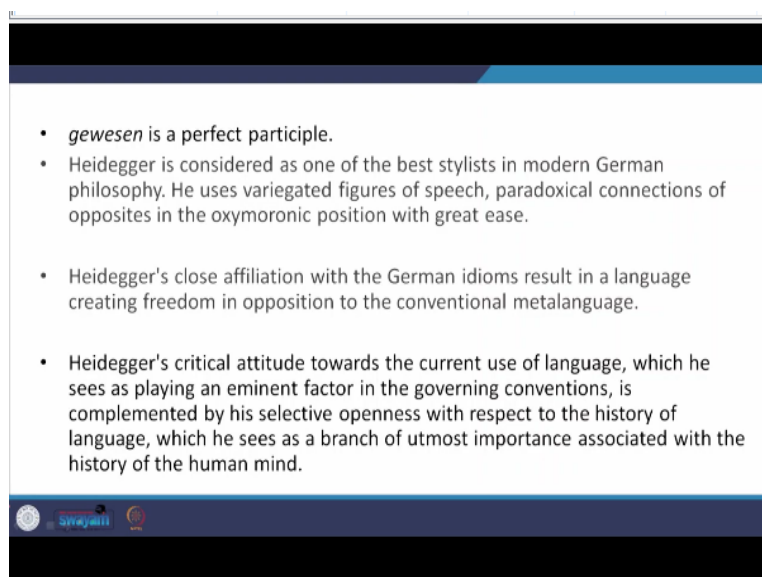 • gewesen is a perfect participle.
• Heidegger is considered as one of the best stylists in modern German
philosophy. He uses variegated figures of speech, paradoxical connections of
opposites in the oxymoronic position with great ease.
• Heidegger's close affiliation with the German idioms result in a language
creating freedom in opposition to the conventional metalanguage.
• Heidegger's critical attitude towards the current use of language, which he
sees as playing an eminent factor in the governing conventions, is
complemented by his selective openness with respect to the history of
language, which he sees as a branch of utmost importance associated with the
history of the human mind.
swayam